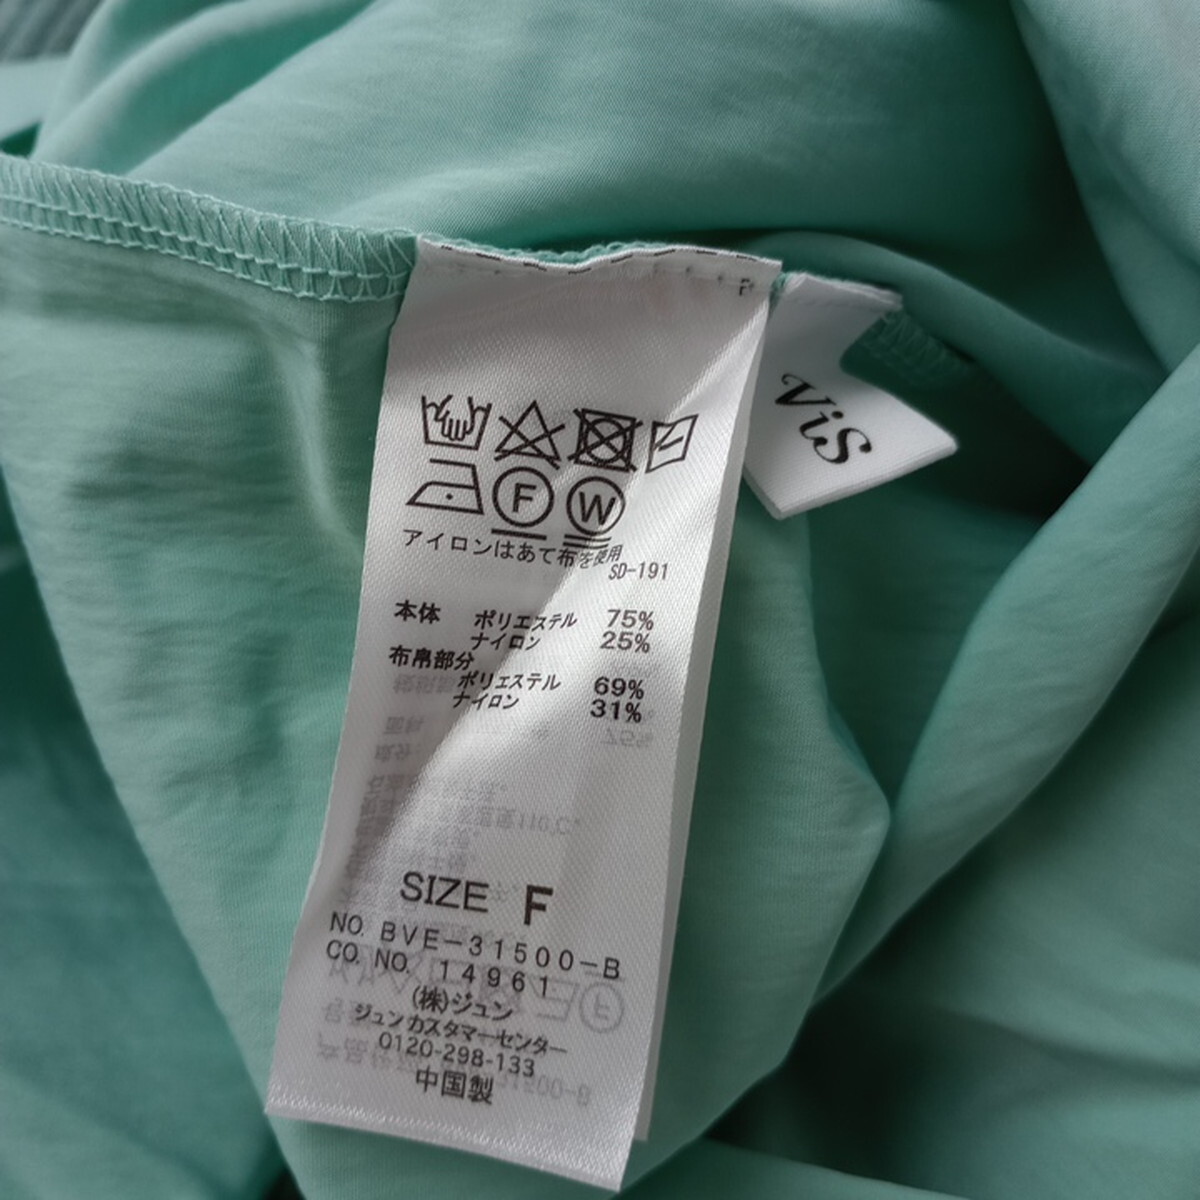 ViS
F
W
アイロンはあて布を使用
SD-191
本体 ポリエステル 75%
ナイロン 25%
布帛部分
ポリエステル 69%
ナイロン 31%
SIZE F
NO. BVE-31500-B
CO. NO. 14961
(株)ジュン
ジュンカスタマーセンター
0120-298-133
中国製